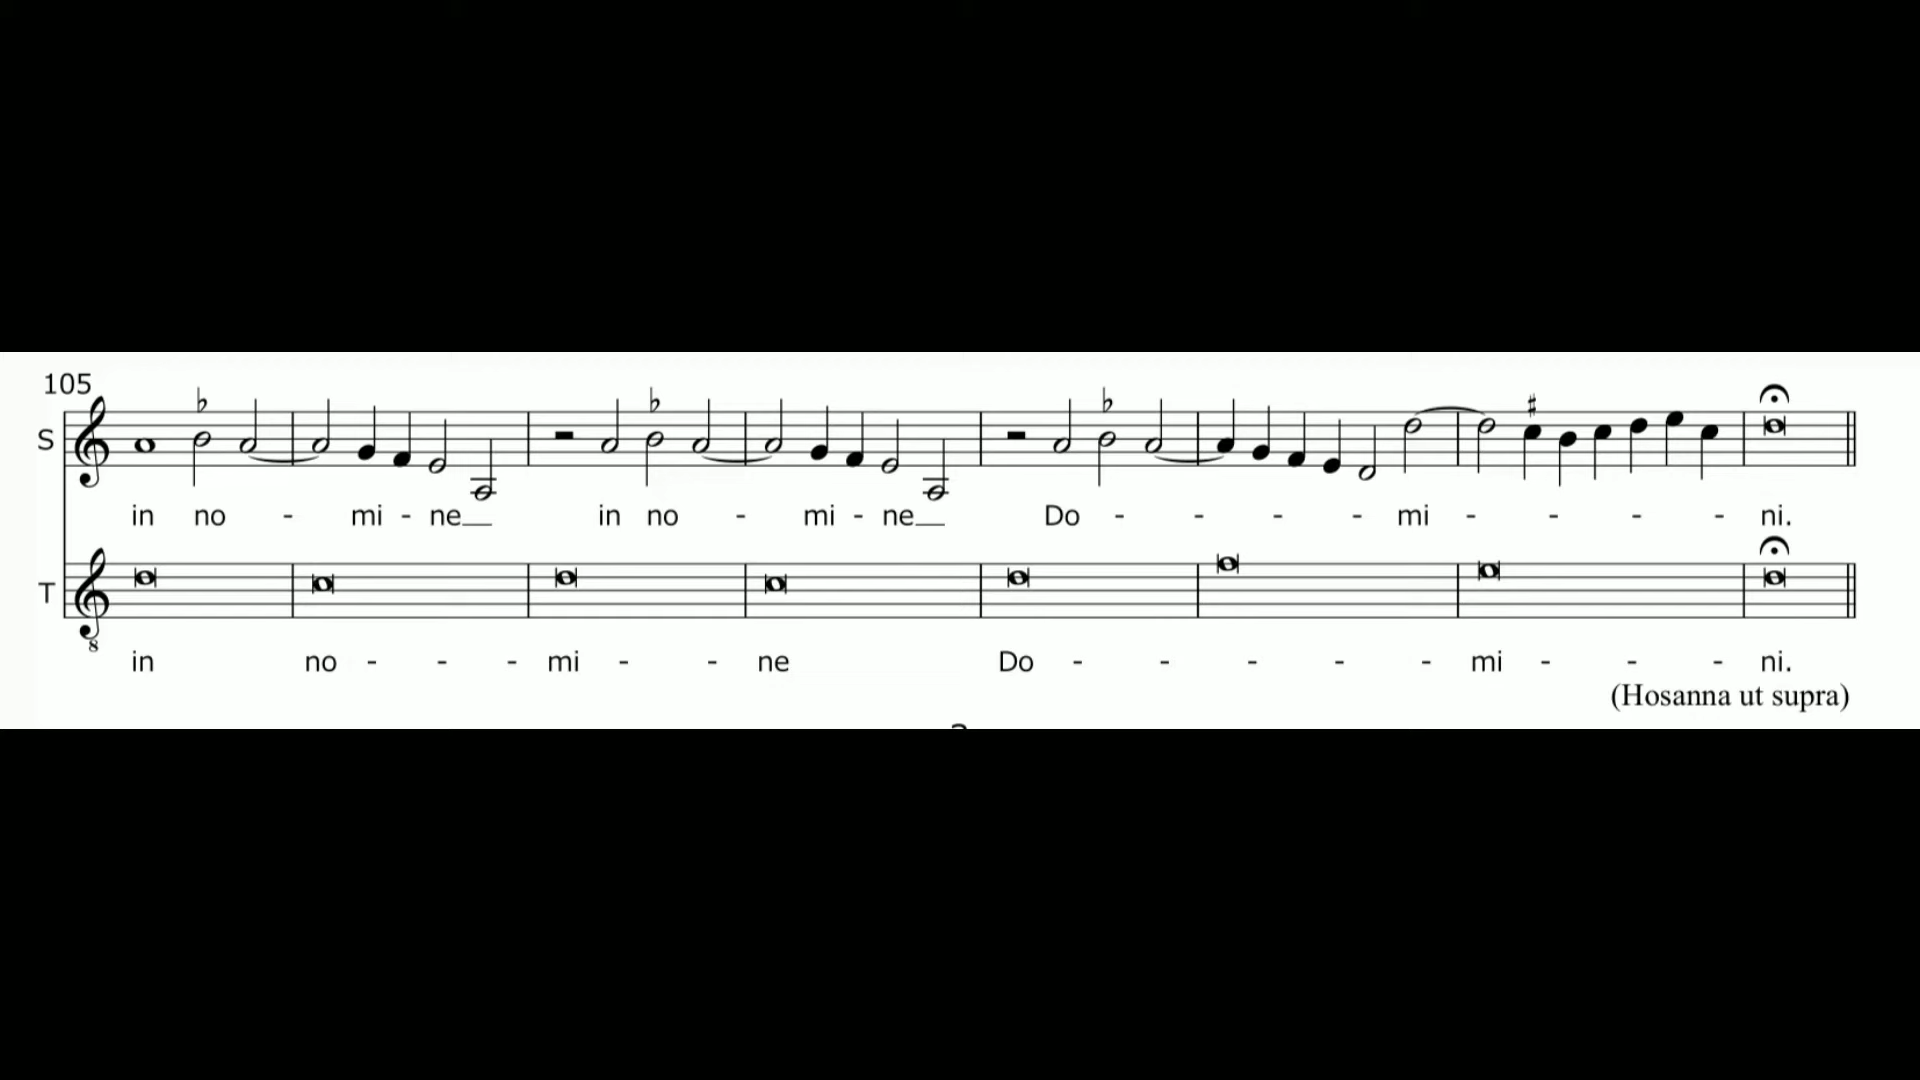 105
S
in no - mi - ne__ in no - mi - ne__ Do - - - - mi - - - - ni.
T
8
in no - - - mi - - ne Do - - - - - mi - - - ni.
(Hosanna ut supra)